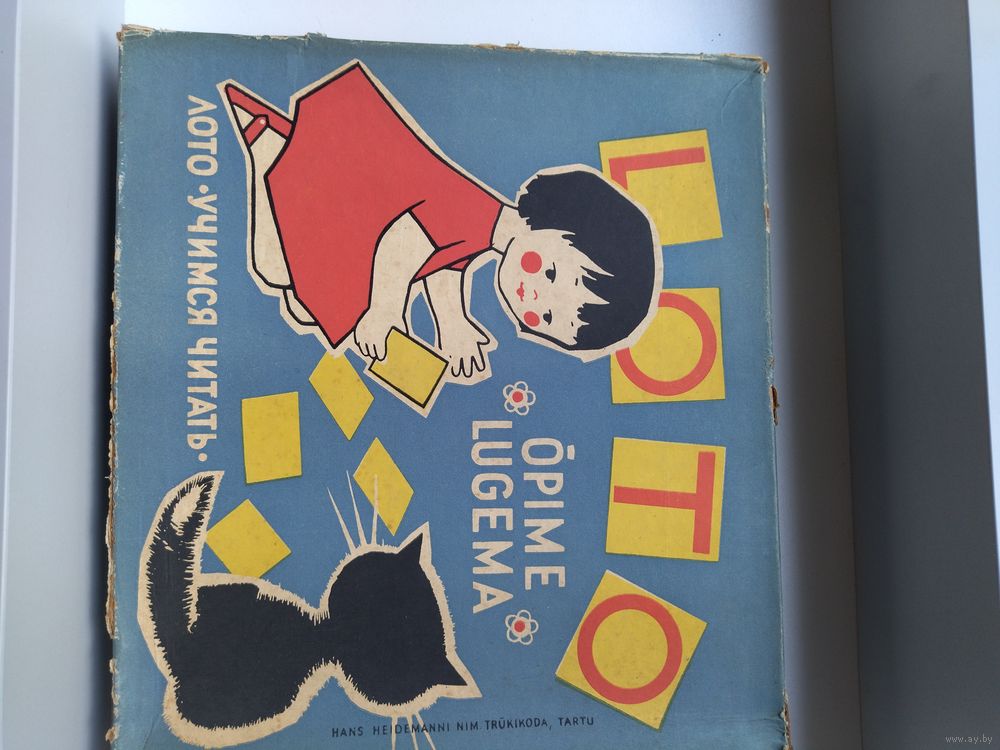 LOTO
ÕPIME
LUGEMA
ЛОТО · УЧИМСЯ ЧИТАТЬ ·
HANS HEIDEMANNI NIM. TRÜKIKODA, TARTU
www.ay.by